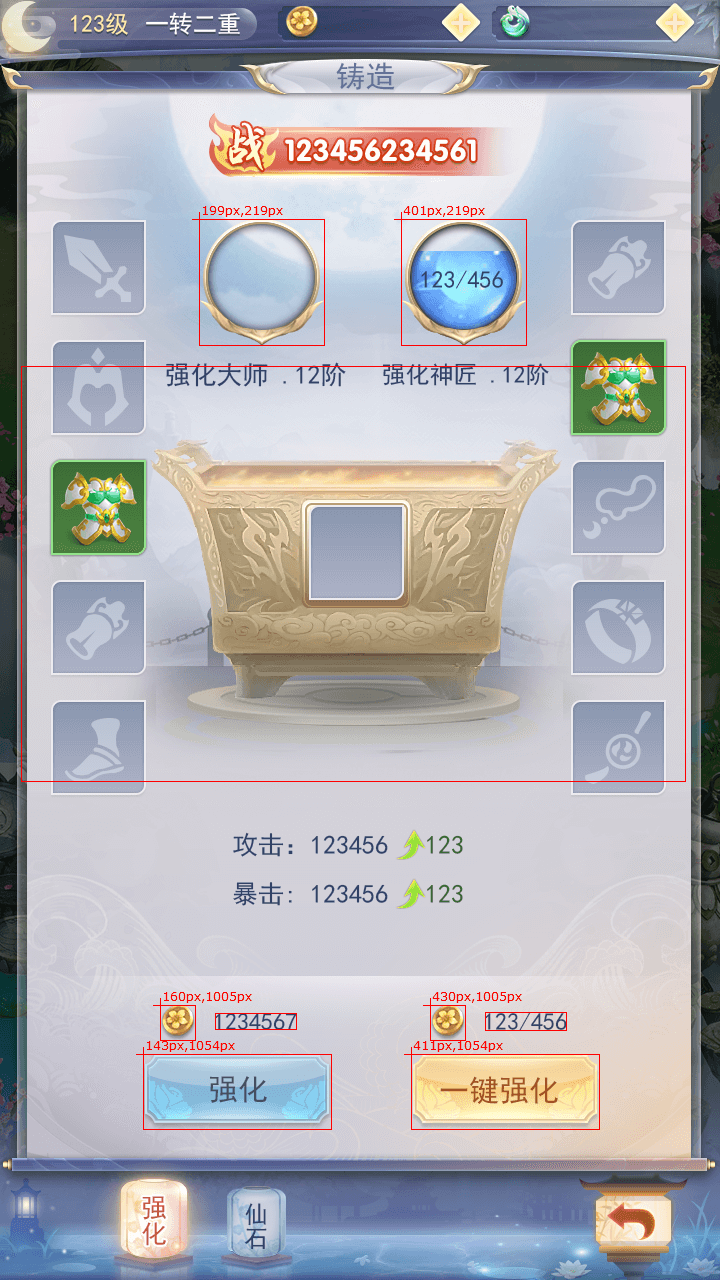 123级 一转二重
铸造
战 123456234561
199px,219px 401px,219px
123/456
强化大师 . 12阶 强化神匠 . 12阶
攻击: 123456 123
暴击: 123456 123
160px,1005px 430px,1005px
1234567 123/456
143px,1054px 411px,1054px
强化 一键强化
强化 仙石